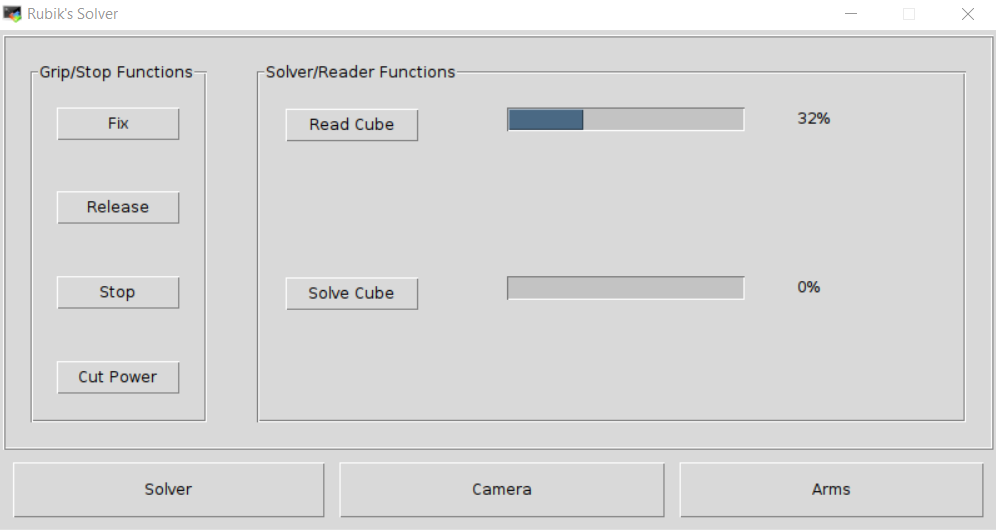 Rubik's Solver
Grip/Stop Functions
Fix
Release
Stop
Cut Power
Solver/Reader Functions
Read Cube
32%
Solve Cube
0%
Solver
Camera
Arms